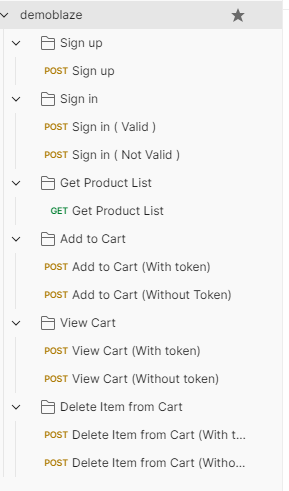 demoblaze
Sign up
POST Sign up
Sign in
POST Sign in ( Valid )
POST Sign in ( Not Valid )
Get Product List
GET Get Product List
Add to Cart
POST Add to Cart (With token)
POST Add to Cart (Without Token)
View Cart
POST View Cart (With token)
POST View Cart (Without token)
Delete Item from Cart
POST Delete Item from Cart (With t...
POST Delete Item from Cart (Witho...